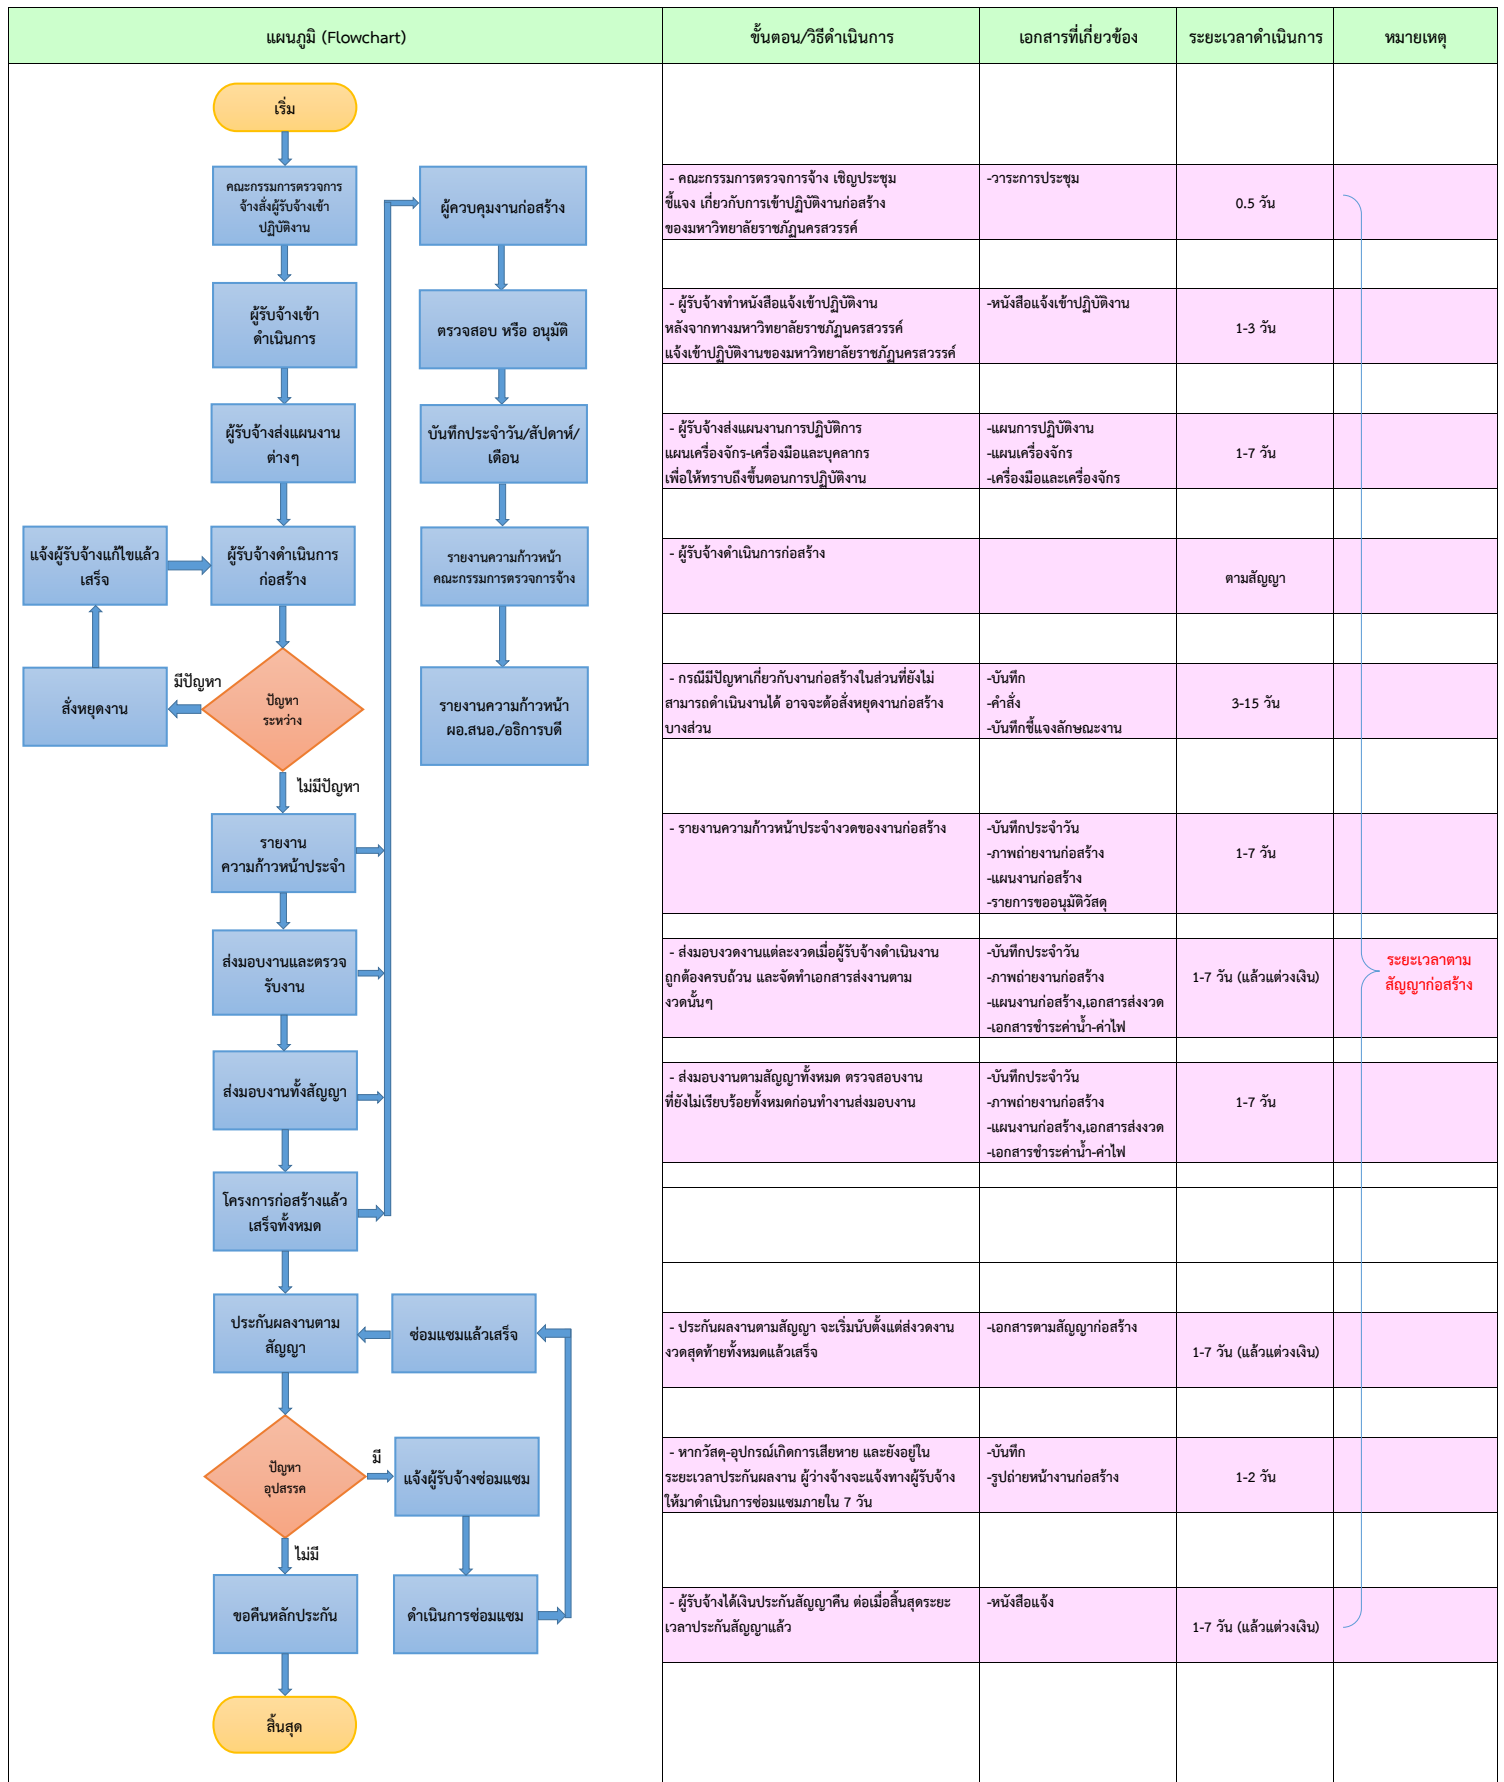 แผนภูมิ (Flowchart)
ขั้นตอน/วิธีดำเนินการ
เอกสารที่เกี่ยวข้อง
ระยะเวลาดำเนินการ
หมายเหตุ
เริ่ม
คณะกรรมการตรวจการ
จ้างสั่งผู้รับจ้างเข้า
ปฏิบัติงาน
ผู้รับจ้างเข้า
ดำเนินการ
ผู้รับจ้างส่งแผนงาน
ต่างๆ
แจ้งผู้รับจ้างแก้ไขแล้ว
เสร็จ
ผู้รับจ้างดำเนินการ
ก่อสร้าง
สั่งหยุดงาน
มีปัญหา
ปัญหา
ระหว่าง
ไม่มีปัญหา
รายงาน
ความก้าวหน้าประจำ
ส่งมอบงานและตรวจ
รับงาน
ส่งมอบงานทั้งสัญญา
โครงการก่อสร้างแล้ว
เสร็จทั้งหมด
ประกันผลงานตาม
สัญญา
ซ่อมแซมแล้วเสร็จ
ปัญหา
อุปสรรค
มี
แจ้งผู้รับจ้างซ่อมแซม
ไม่มี
ขอคืนหลักประกัน
ดำเนินการซ่อมแซม
สิ้นสุด
ผู้ควบคุมงานก่อสร้าง
ตรวจสอบ หรือ อนุมัติ
บันทึกประจำวัน/สัปดาห์/
เดือน
รายงานความก้าวหน้า
คณะกรรมการตรวจการจ้าง
รายงานความก้าวหน้า
ผอ.สนอ./อธิการบดี
- คณะกรรมการตรวจการจ้าง เชิญประชุม
ชี้แจง เกี่ยวกับการเข้าปฏิบัติงานก่อสร้าง
ของมหาวิทยาลัยราชภัฏนครสวรรค์
-วาระการประชุม
0.5 วัน
- ผู้รับจ้างทำหนังสือแจ้งเข้าปฏิบัติงาน
หลังจากทางมหาวิทยาลัยราชภัฏนครสวรรค์
แจ้งเข้าปฏิบัติงานของมหาวิทยาลัยราชภัฏนครสวรรค์
-หนังสือแจ้งเข้าปฏิบัติงาน
1-3 วัน
- ผู้รับจ้างส่งแผนงานการปฏิบัติการ
แผนเครื่องจักร-เครื่องมือและบุคลากร
เพื่อให้ทราบถึงขึ้นตอนการปฏิบัติงาน
-แผนการปฏิบัติงาน
-แผนเครื่องจักร
-เครื่องมือและเครื่องจักร
1-7 วัน
- ผู้รับจ้างดำเนินการก่อสร้าง
ตามสัญญา
- กรณีมีปัญหาเกี่ยวกับงานก่อสร้างในส่วนที่ยังไม่
สามารถดำเนินงานได้ อาจจะต้อสั่งหยุดงานก่อสร้าง
บางส่วน
-บันทึก
-คำสั่ง
-บันทึกชี้แจงลักษณะงาน
3-15 วัน
- รายงานความก้าวหน้าประจำงวดของงานก่อสร้าง
-บันทึกประจำวัน
-ภาพถ่ายงานก่อสร้าง
-แผนงานก่อสร้าง
-รายการขออนุมัติวัสดุ
1-7 วัน
- ส่งมอบงวดงานแต่ละงวดเมื่อผู้รับจ้างดำเนินงาน
ถูกต้องครบถ้วน และจัดทำเอกสารส่งงานตาม
งวดนั้นๆ
-บันทึกประจำวัน
-ภาพถ่ายงานก่อสร้าง
-แผนงานก่อสร้าง,เอกสารส่งงวด
-เอกสารชำระค่าน้ำ-ค่าไฟ
1-7 วัน (แล้วแต่วงเงิน)
ระยะเวลาตาม
สัญญาก่อสร้าง
- ส่งมอบงานตามสัญญาทั้งหมด ตรวจสอบงาน
ที่ยังไม่เรียบร้อยทั้งหมดก่อนทำงานส่งมอบงาน
-บันทึกประจำวัน
-ภาพถ่ายงานก่อสร้าง
-แผนงานก่อสร้าง,เอกสารส่งงวด
-เอกสารชำระค่าน้ำ-ค่าไฟ
1-7 วัน
- ประกันผลงานตามสัญญา จะเริ่มนับตั้งแต่ส่งวดงาน
งวดสุดท้ายทั้งหมดแล้วเสร็จ
-เอกสารตามสัญญาก่อสร้าง
1-7 วัน (แล้วแต่วงเงิน)
- หากวัสดุ-อุปกรณ์เกิดการเสียหาย และยังอยู่ใน
ระยะเวลาประกันผลงาน ผู้ว่างจ้างจะแจ้งทางผู้รับจ้าง
ให้มาดำเนินการซ่อมแซมภายใน 7 วัน
-บันทึก
-รูปถ่ายหน้างานก่อสร้าง
1-2 วัน
- ผู้รับจ้างได้เงินประกันสัญญาคืน ต่อเมื่อสิ้นสุดระยะ
เวลาประกันสัญญาแล้ว
-หนังสือแจ้ง
1-7 วัน (แล้วแต่วงเงิน)